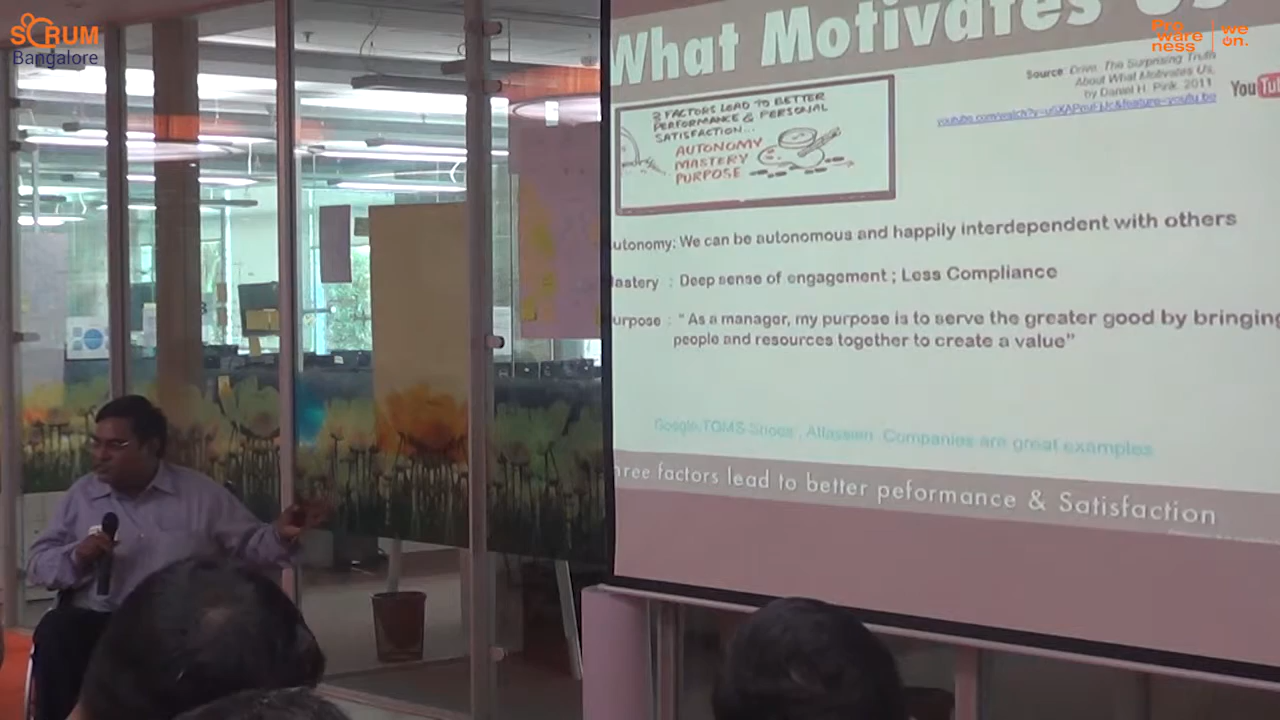 SCRUM
Bangalore
What Motivates Us
Pro
ware
ness
we
on.
Source: Drive, The Surprising Truth
About What Motivates Us,
by Daniel H. Pink, 2011
You Tu
3 FACTORS LEAD TO BETTER
PERFORMANCE & PERSONAL
SATISFACTION...
AUTONOMY
MASTERY
PURPOSE
utonomy: We can be autonomous and happily interdependent with others
astery : Deep sense of engagement ; Less Compliance
urpose : " As a manager, my purpose is to serve the greater good by bringing
people and resources together to create a value"
Google, TOMS Shoes , Atlassian Companies are great examples
hree factors lead to better peformance & Satisfaction